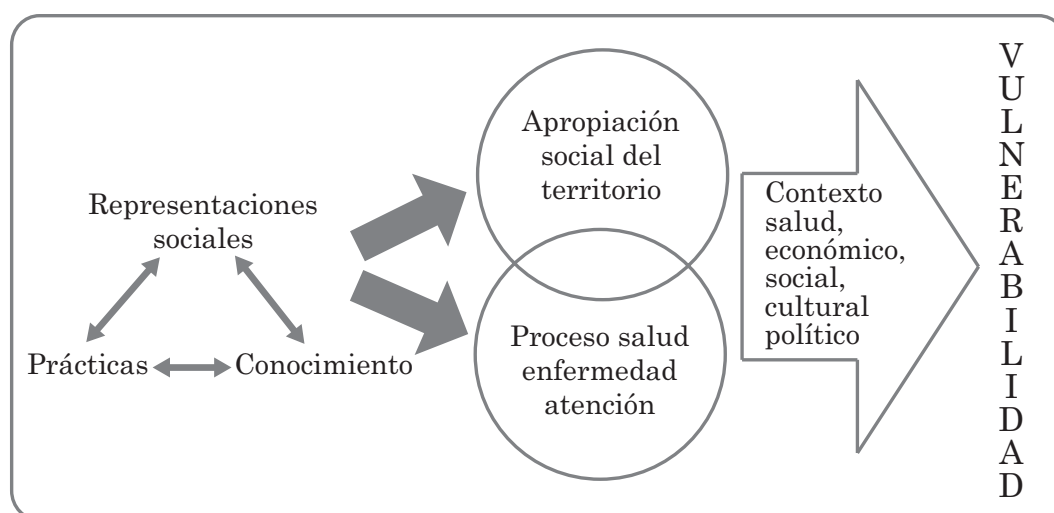 Representaciones
sociales
Prácticas
Conocimiento
Apropiación
social del
territorio
Proceso salud
enfermedad
atención
Contexto
salud,
económico,
social,
cultural
político
V
U
L
N
E
R
A
B
I
L
I
D
A
D